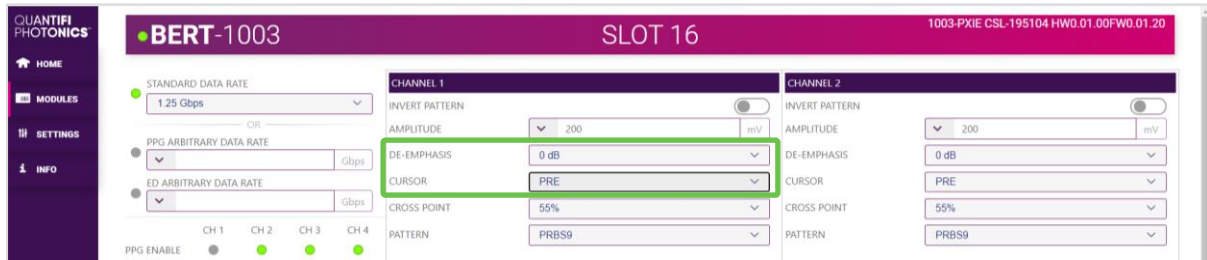 QUANTIFI
PHOTONICS™
HOME
MODULES
SETTINGS
INFO
BERT-1003
SLOT 16
1003-PXIE CSL-195104 HW0.01.00FW0.01.20
STANDARD DATA RATE
1.25 Gbps
OR
PPG ARBITRARY DATA RATE
Gbps
ED ARBITRARY DATA RATE
Gbps
CH 1 CH 2 CH 3 CH 4
PPG ENABLE
CHANNEL 1
INVERT PATTERN
AMPLITUDE 200 mV
DE-EMPHASIS 0 dB
CURSOR PRE
CROSS POINT 55%
PATTERN PRBS9
CHANNEL 2
INVERT PATTERN
AMPLITUDE 200 mV
DE-EMPHASIS 0 dB
CURSOR PRE
CROSS POINT 55%
PATTERN PRBS9